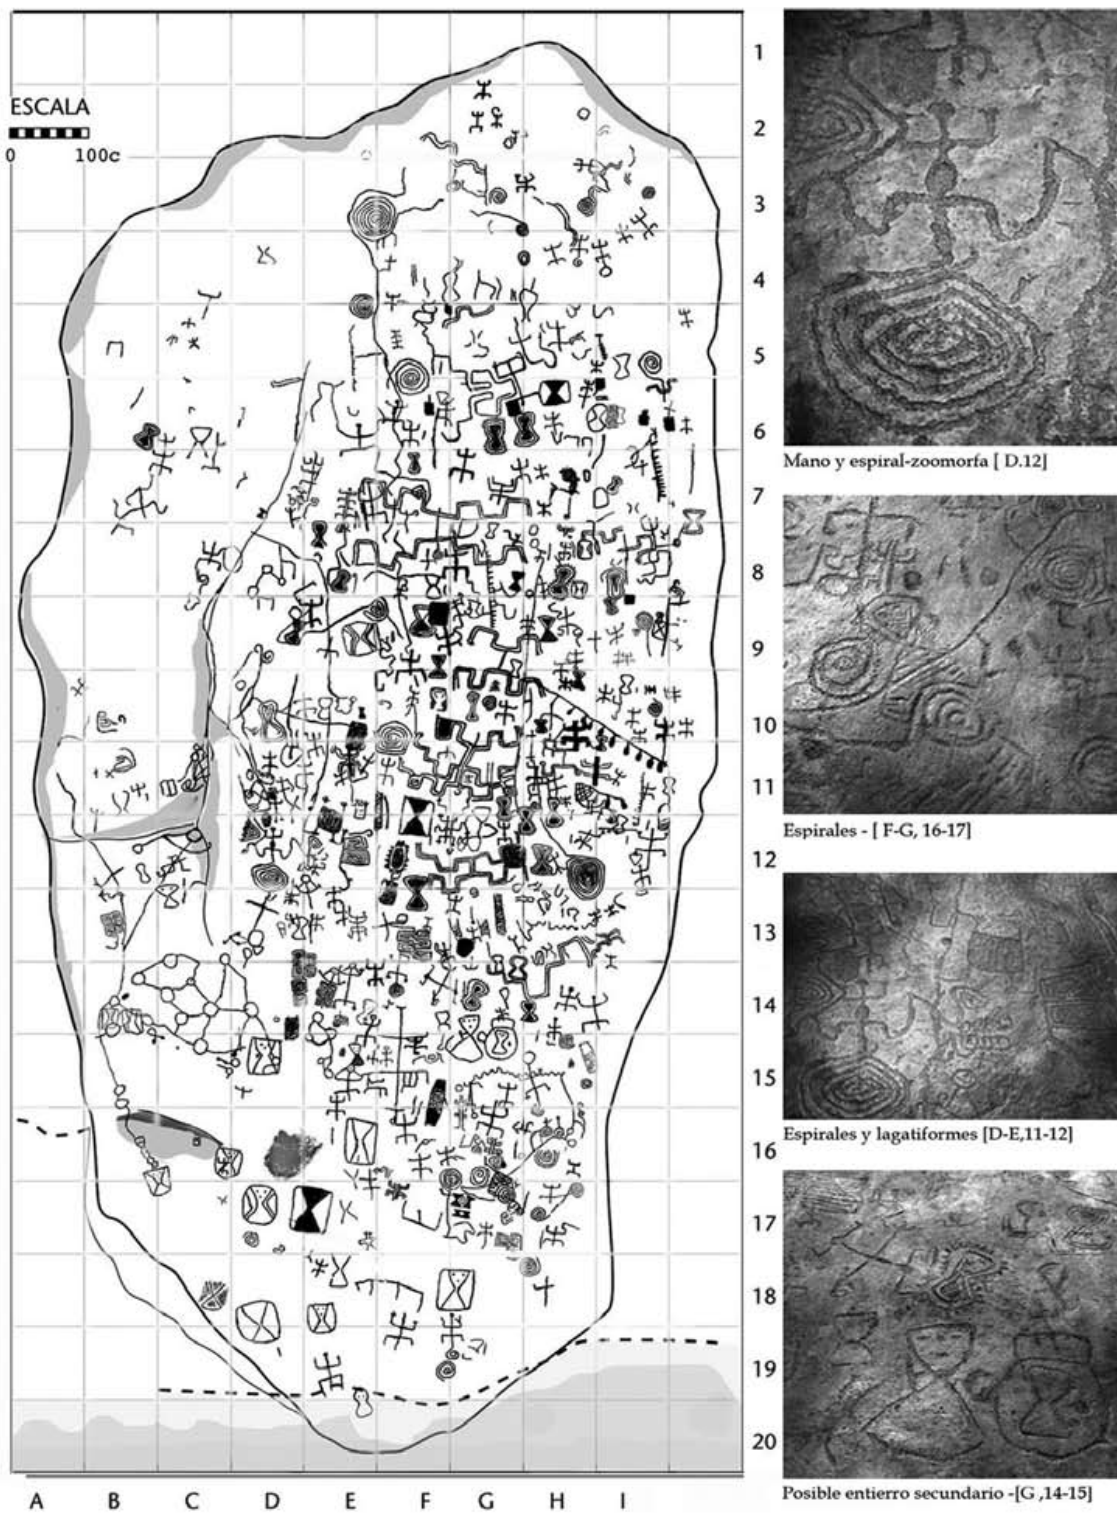 ESCALA
0 100c
1
2
3
4
5
6
7
8
9
10
11
12
13
14
15
16
17
18
19
20
A B C D E F G H I
Mano y espiral-zoomorfa [ D.12]
Espirales - [ F-G, 16-17]
Espirales y lagatiformes [D-E,11-12]
Posible entierro secundario -[G ,14-15]